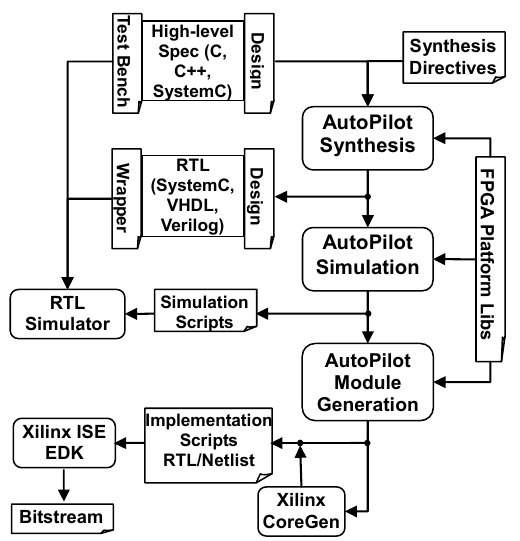 Test Bench
High-level
Spec (C,
C++,
SystemC)
Design
Synthesis
Directives
AutoPilot
Synthesis
Wrapper
RTL
(SystemC,
VHDL,
Verilog)
Design
FPGA Platform Libs
AutoPilot
Simulation
RTL
Simulator
Simulation
Scripts
AutoPilot
Module
Generation
Xilinx ISE
EDK
Implementation
Scripts
RTL/Netlist
Xilinx
CoreGen
Bitstream